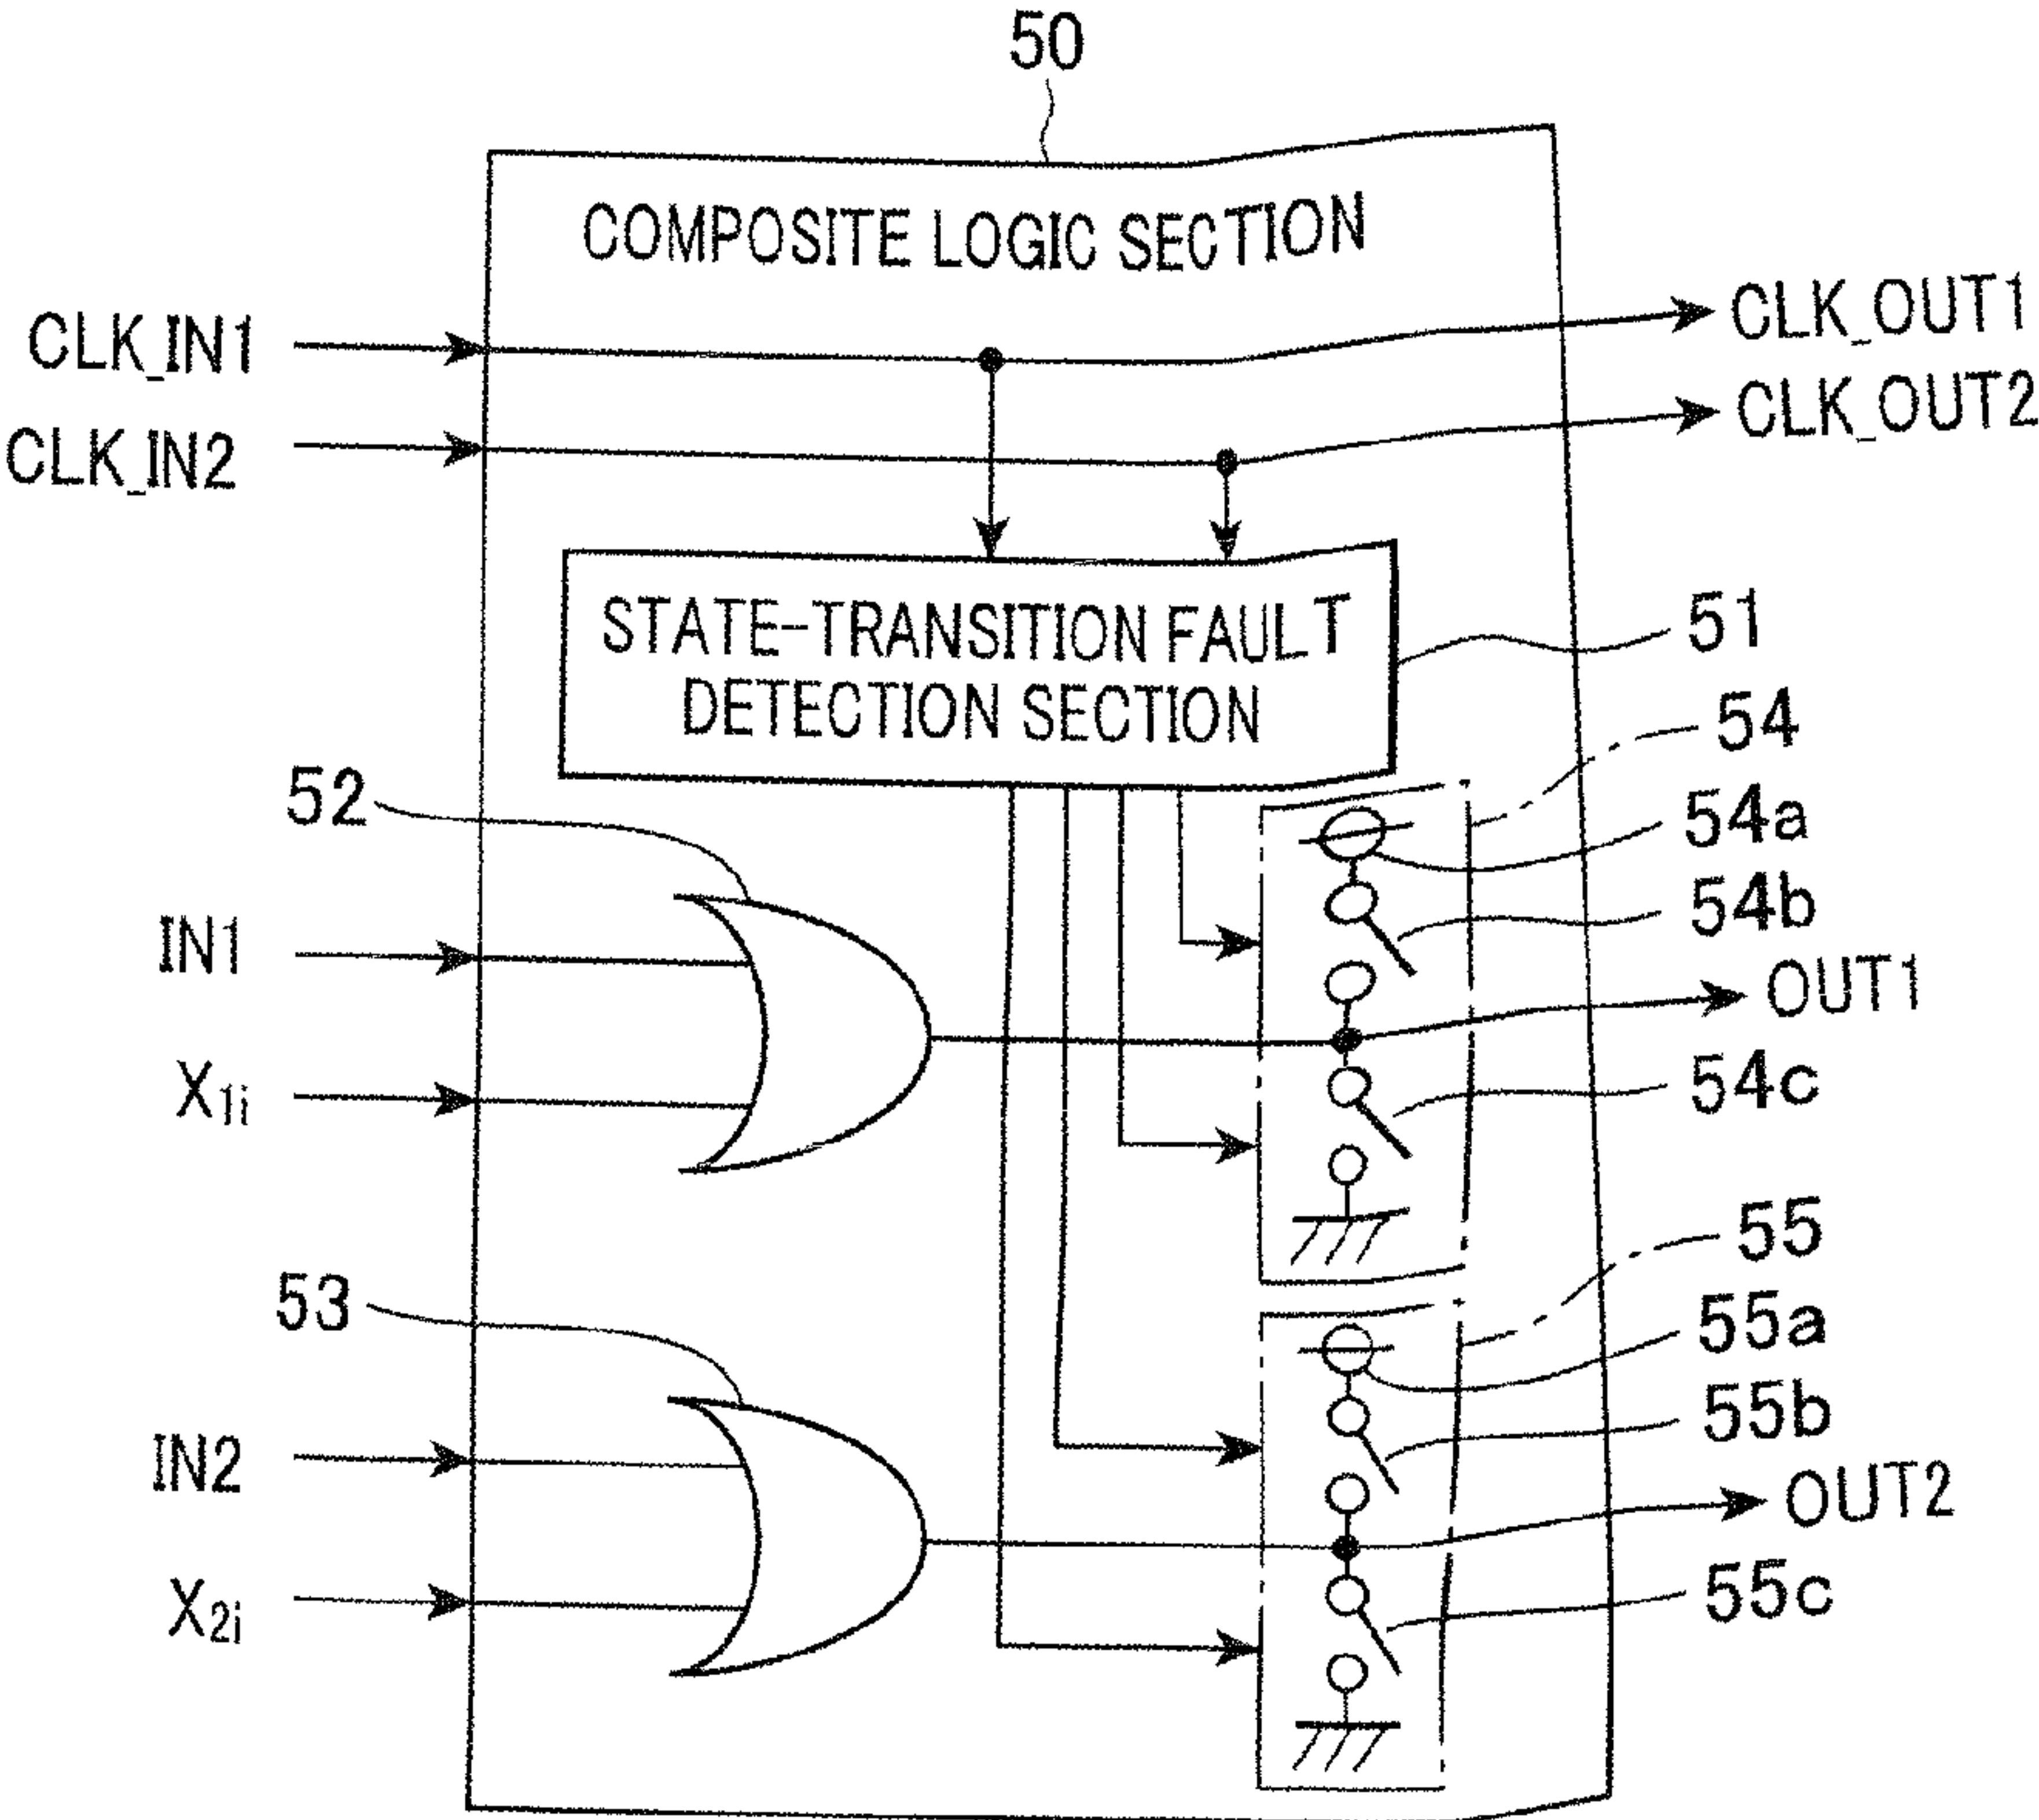 50
COMPOSITE LOGIC SECTION
CLK_IN1
CLK_OUT1
CLK_IN2
CLK_OUT2
STATE-TRANSITION FAULT
DETECTION SECTION
51
54
52
54a
54b
IN1
OUT1
X1i
54c
55
53
55a
55b
IN2
OUT2
X2i
55c